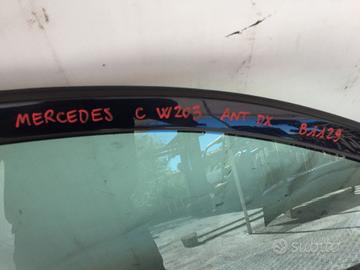 MERCEDES C W203 ANT DX B1129
subito